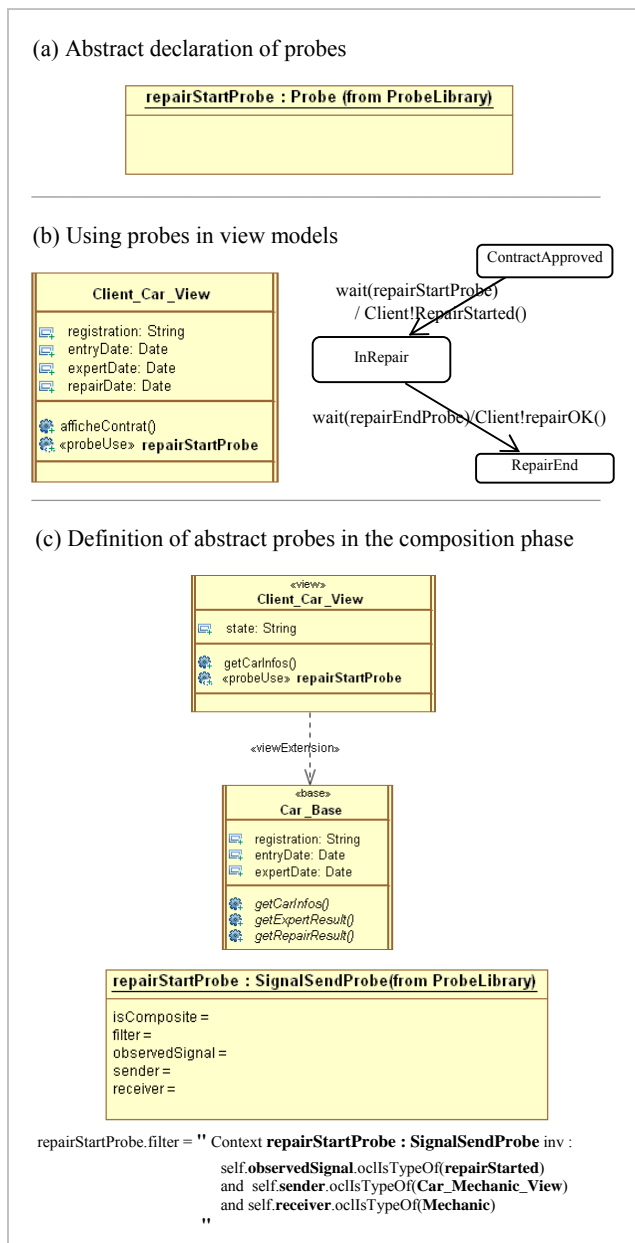 (a) Abstract declaration of probes
repairStartProbe : Probe (from ProbeLibrary)
(b) Using probes in view models
Client_Car_View
registration: String
entryDate: Date
expertDate: Date
repairDate: Date
afficheContrat()
«probeUse» repairStartProbe
ContractApproved
wait(repairStartProbe)
/ Client!RepairStarted()
InRepair
wait(repairEndProbe)/Client!repairOK()
RepairEnd
(c) Definition of abstract probes in the composition phase
«view»
Client_Car_View
state: String
getCarInfos()
«probeUse» repairStartProbe
«viewExtension»
«base»
Car_Base
registration: String
entryDate: Date
expertDate: Date
getCarInfos()
getExpertResult()
getRepairResult()
repairStartProbe : SignalSendProbe(from ProbeLibrary)
isComposite =
filter =
observedSignal =
sender =
receiver =
repairStartProbe.filter = " Context repairStartProbe : SignalSendProbe inv :
self.observedSignal.oclIsTypeOf(repairStarted)
and self.sender.oclIsTypeOf(Car_Mechanic_View)
and self.receiver.oclIsTypeOf(Mechanic)
"